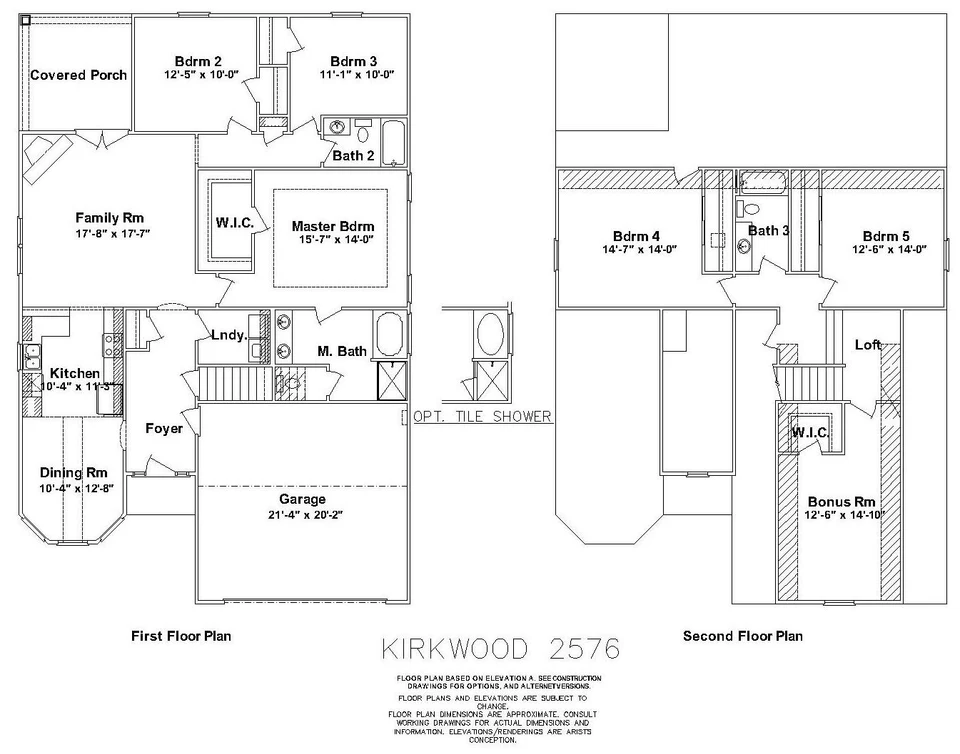 Covered Porch
Bdrm 2
12'-5" x 10'-0"
Bdrm 3
11'-1" x 10'-0"
Bath 2
Family Rm
17'-8" x 17'-7"
W.I.C.
Master Bdrm
15'-7" x 14'-0"
Lndy.
M. Bath
Kitchen
10'-4" x 11'-3"
Foyer
Dining Rm
10'-4" x 12'-8"
Garage
21'-4" x 20'-2"
OPT. TILE SHOWER
Bdrm 4
14'-7" x 14'-0"
Bath 3
Bdrm 5
12'-6" x 14'-0"
Loft
W.I.C.
Bonus Rm
12'-6" x 14'-10"
First Floor Plan
Second Floor Plan
KIRKWOOD 2576
FLOOR PLAN BASED ON ELEVATION A. SEE CONSTRUCTION
DRAWINGS FOR OPTIONS, AND ALTERNETVERSIONS.
FLOOR PLANS AND ELEVATIONS ARE SUBJECT TO
CHANGE.
FLOOR PLAN DIMENSIONS ARE APPROXIMATE. CONSULT
WORKING DRAWINGS FOR ACTUAL DIMENSIONS AND
INFORMATION. ELEVATIONS/RENDERINGS ARE ARISTS
CONCEPTION.